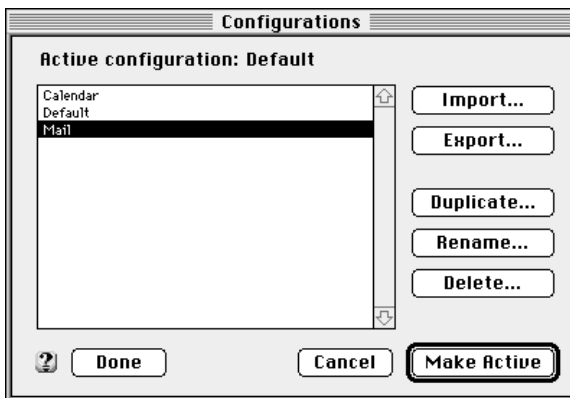 Configurations
Active configuration: Default
Calendar
Default
Mail
Import...
Export...
Duplicate...
Rename...
Delete...
?
Done
Cancel
Make Active